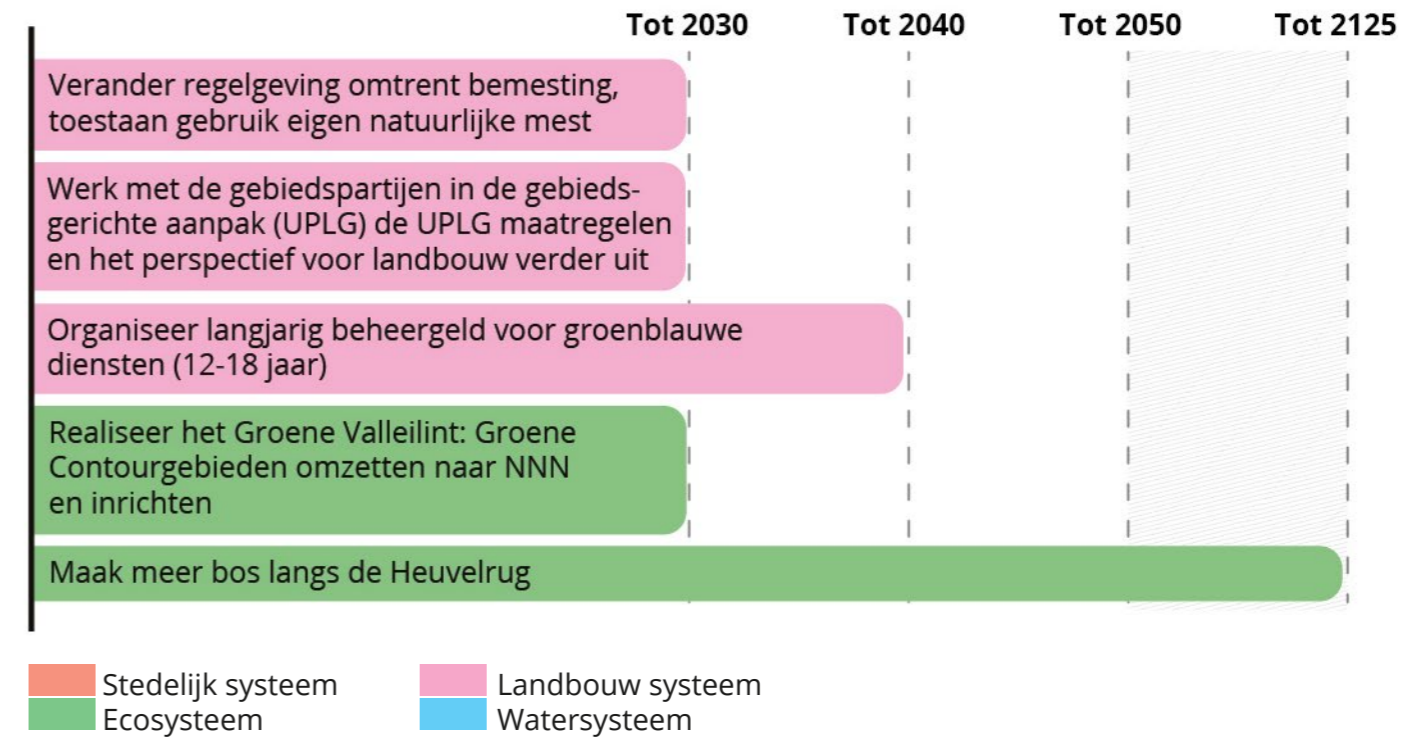 Tot 2030 Tot 2040 Tot 2050 Tot 2125
Verander regelgeving omtrent bemesting,
toestaan gebruik eigen natuurlijke mest
Werk met de gebiedspartijen in de gebieds-
gerichte aanpak (UPLG) de UPLG maatregelen
en het perspectief voor landbouw verder uit
Organiseer langjarig beheergeld voor groenblauwe
diensten (12-18 jaar)
Realiseer het Groene Valleilint: Groene
Contourgebieden omzetten naar NNN
en inrichten
Maak meer bos langs de Heuvelrug
Stedelijk systeem Landbouw systeem
Ecosysteem Watersysteem